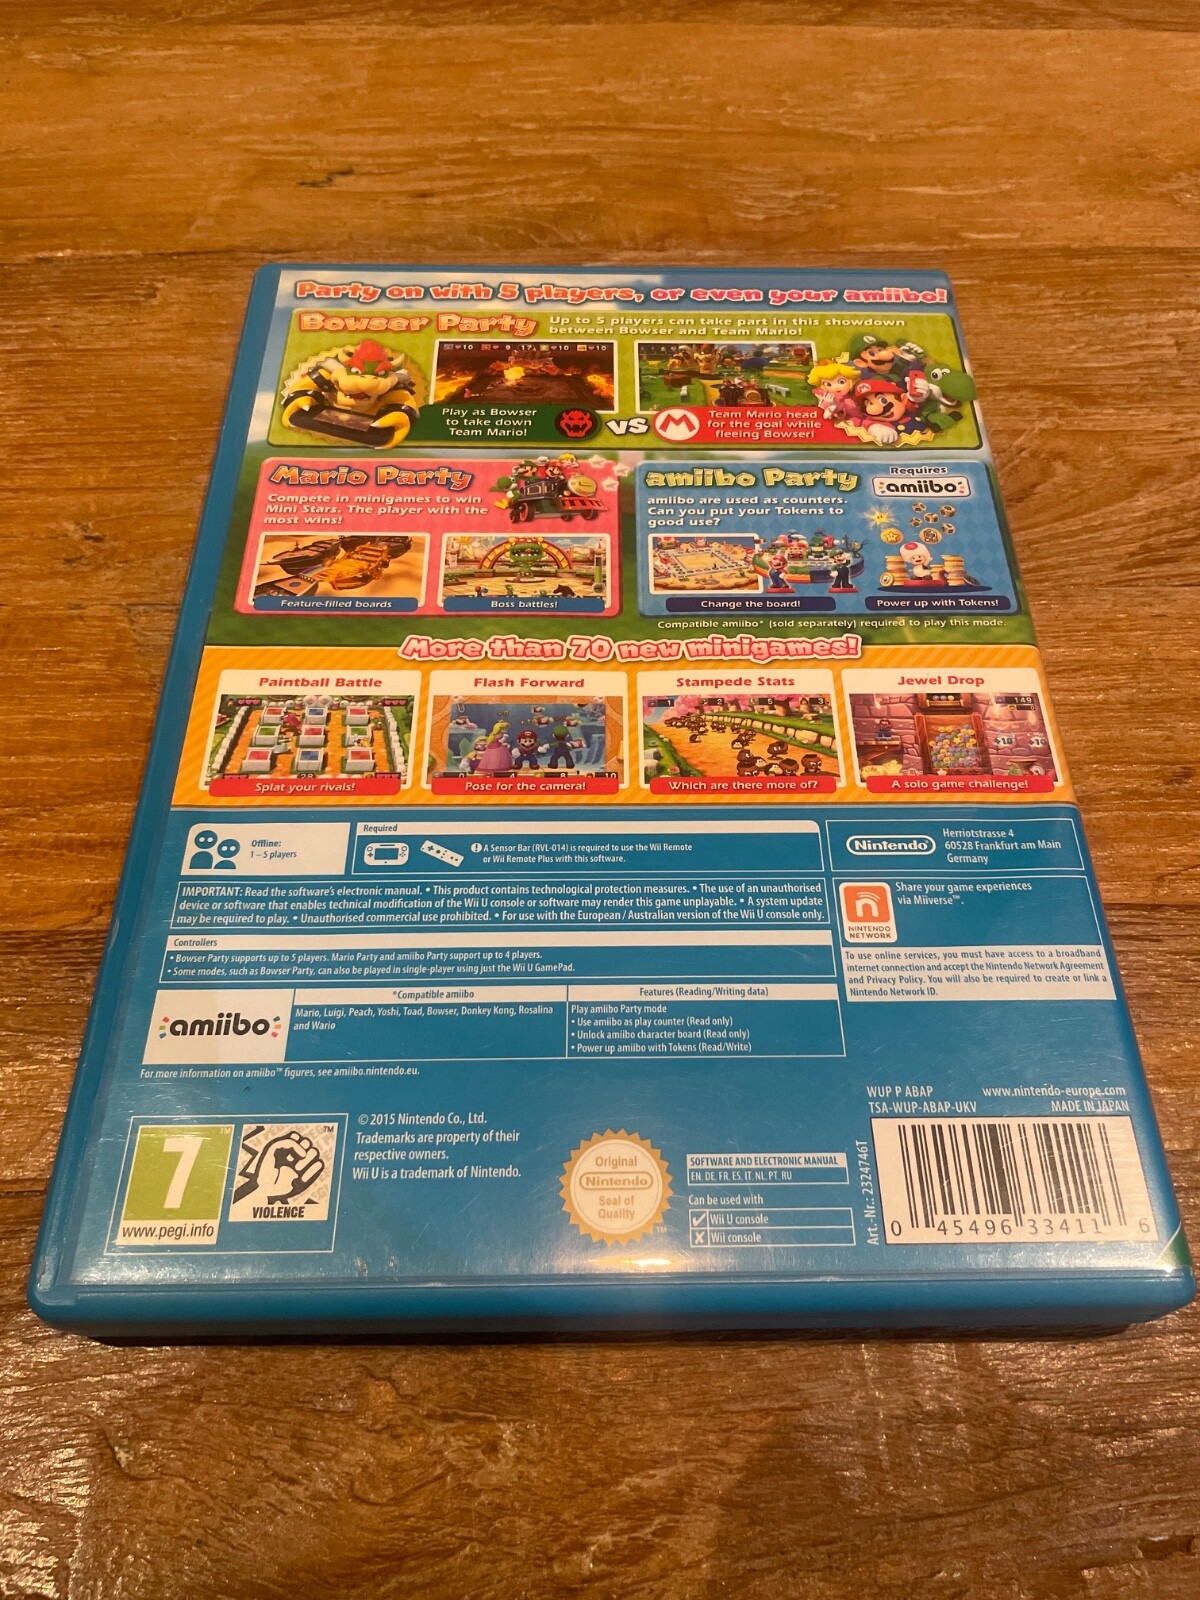 Party on with 5 players, or even your amiibo!
Bowser Party
Up to 5 players can take part in this showdown
between Bowser and Team Mario!
Play as Bowser
to take down
Team Mario!
VS
M
Team Mario head
for the goal while
fleeing Bowser!
Mario Party
Compete in minigames to win
Mini Stars. The player with the
most wins!
Feature-filled boards
Boss battles!
amiibo Party
Requires
amiibo
amiibo are used as counters.
Can you put your Tokens to
good use?
Change the board!
Power up with Tokens!
Compatible amiibo* (sold separately) required to play this mode.
More than 70 new minigames!
Paintball Battle
Splat your rivals!
Flash Forward
Pose for the camera!
Stampede Stats
Which are there more of?
Jewel Drop
A solo game challenge!
Offline:
1 – 5 players
Required
A Sensor Bar (RVL-014) is required to use the Wii Remote
or Wii Remote Plus with this software.
Nintendo
Herriotstrasse 4
60528 Frankfurt am Main
Germany
IMPORTANT: Read the software's electronic manual. • This product contains technological protection measures. • The use of an unauthorised
device or software that enables technical modification of the Wii U console or software may render this game unplayable. • A system update
may be required to play. • Unauthorised commercial use prohibited. • For use with the European / Australian version of the Wii U console only.
NINTENDO
NETWORK
Share your game experiences
via Miiverse™.
To use online services, you must have access to a broadband
internet connection and accept the Nintendo Network Agreement
and Privacy Policy. You will also be required to create or link a
Nintendo Network ID.
Controllers
• Bowser Party supports up to 5 players. Mario Party and amiibo Party support up to 4 players.
• Some modes, such as Bowser Party, can also be played in single-player using just the Wii U GamePad.
amiibo
*Compatible amiibo
Mario, Luigi, Peach, Yoshi, Toad, Bowser, Donkey Kong, Rosalina
and Wario
Features (Reading/Writing data)
Play amiibo Party mode
• Use amiibo as play counter (Read only)
• Unlock amiibo character board (Read only)
• Power up amiibo with Tokens (Read/Write)
For more information on amiibo™ figures, see amiibo.nintendo.eu.
7
TM
www.pegi.info
TM
VIOLENCE
© 2015 Nintendo Co., Ltd.
Trademarks are property of their
respective owners.
Wii U is a trademark of Nintendo.
Original
Nintendo
Seal of
Quality
TM
SOFTWARE AND ELECTRONIC MANUAL
EN, DE, FR, ES, IT, NL, PT, RU
Can be used with
Wii U console
Wii console
WUP P ABAP
TSA-WUP-ABAP-UKV
www.nintendo-europe.com
MADE IN JAPAN
Art.-Nr.: 2324746T
0 45496 33411 6